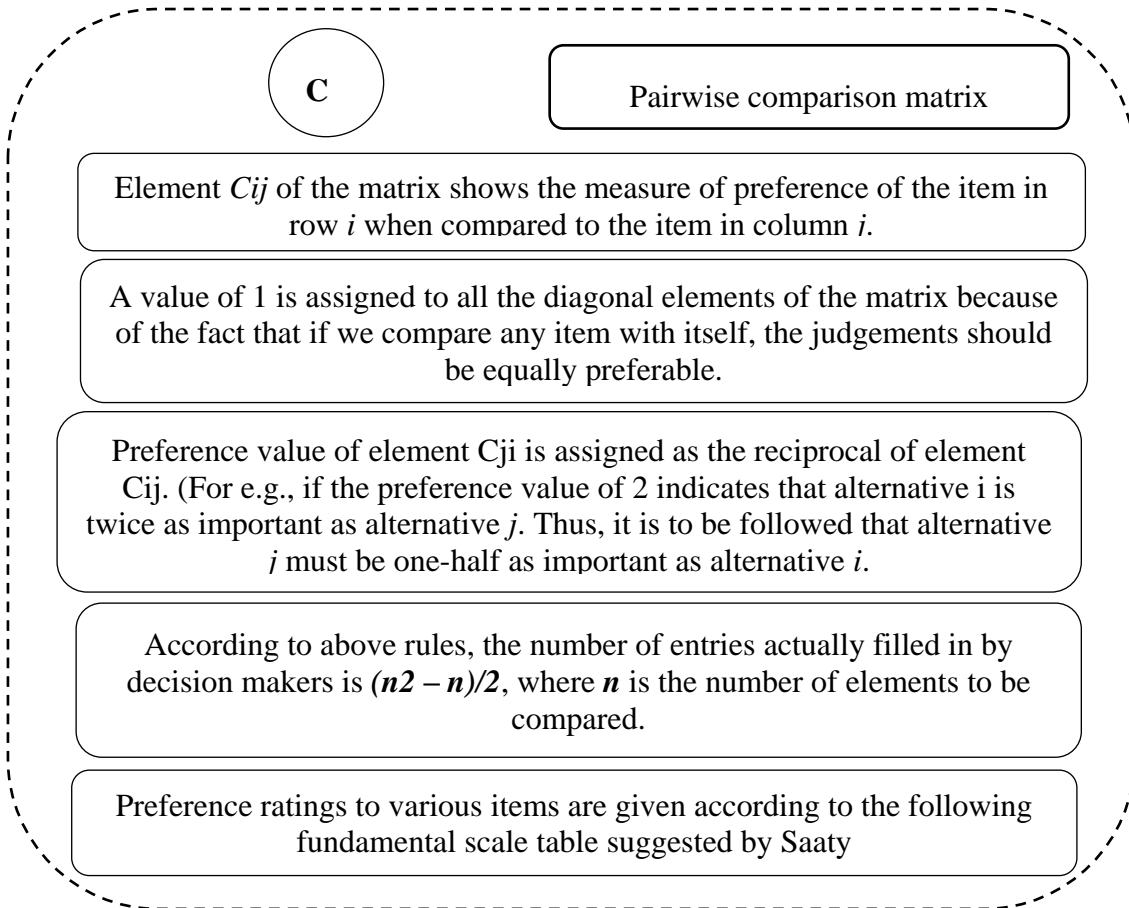 C
Pairwise comparison matrix
Element Cij of the matrix shows the measure of preference of the item in
row i when compared to the item in column j.
A value of 1 is assigned to all the diagonal elements of the matrix because
of the fact that if we compare any item with itself, the judgements should
be equally preferable.
Preference value of element Cji is assigned as the reciprocal of element
Cij. (For e.g., if the preference value of 2 indicates that alternative i is
twice as important as alternative j. Thus, it is to be followed that alternative
j must be one-half as important as alternative i.
According to above rules, the number of entries actually filled in by
decision makers is (n2 – n)/2, where n is the number of elements to be
compared.
Preference ratings to various items are given according to the following
fundamental scale table suggested by Saaty